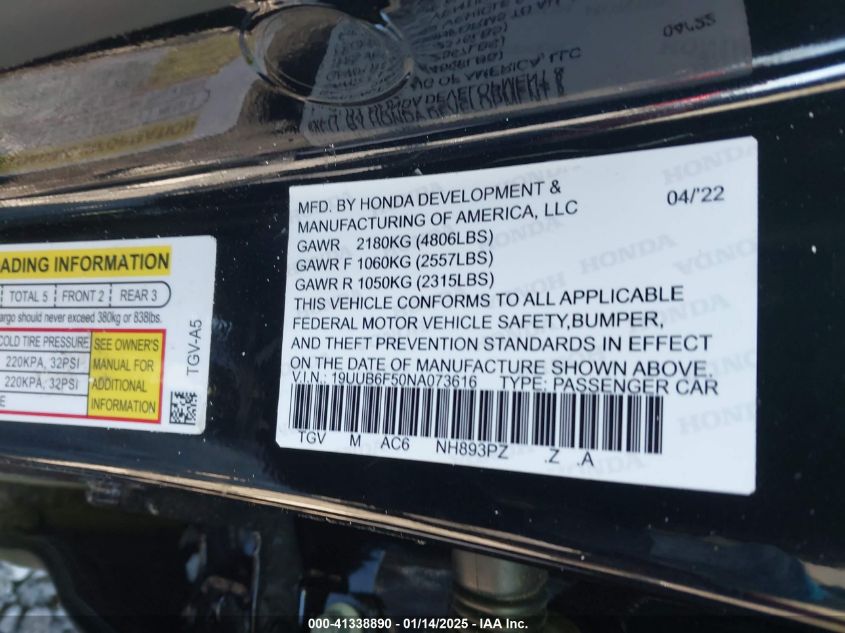 MFD. BY HONDA DEVELOPMENT &
MANUFACTURING OF AMERICA, LLC
04/'22
GAWR 2180KG (4806LBS)
GAWR F 1060KG (2557LBS)
GAWR R 1050KG (2315LBS)
THIS VEHICLE CONFORMS TO ALL APPLICABLE
FEDERAL MOTOR VEHICLE SAFETY,BUMPER,
AND THEFT PREVENTION STANDARDS IN EFFECT
ON THE DATE OF MANUFACTURE SHOWN ABOVE.
V.I.N.: 19UUB6F50NA073616 TYPE: PASSENGER CAR
TGV M AC6 NH893PZ .Z .A
ADING INFORMATION
TOTAL 5 FRONT 2 REAR 3
argo should never exceed 380kg or 838lbs.
COLD TIRE PRESSURE
220KPA, 32PSI
220KPA, 32PSI
SEE OWNER'S
MANUAL FOR
ADDITIONAL
INFORMATION
TGV-A5
HONDA
000-41338890 - 01/14/2025 - IAA Inc.